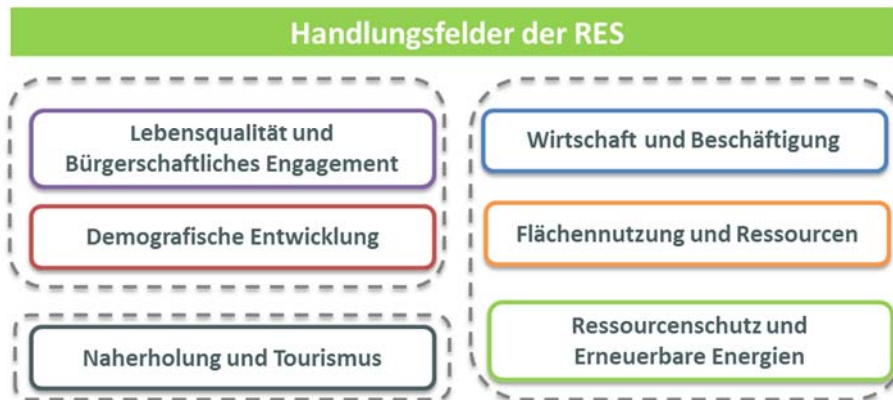 Handlungsfelder der RES
Lebensqualität und
Bürgerschaftliches Engagement
Demografische Entwicklung
Naherholung und Tourismus
Wirtschaft und Beschäftigung
Flächennutzung und Ressourcen
Ressourcenschutz und
Erneuerbare Energien